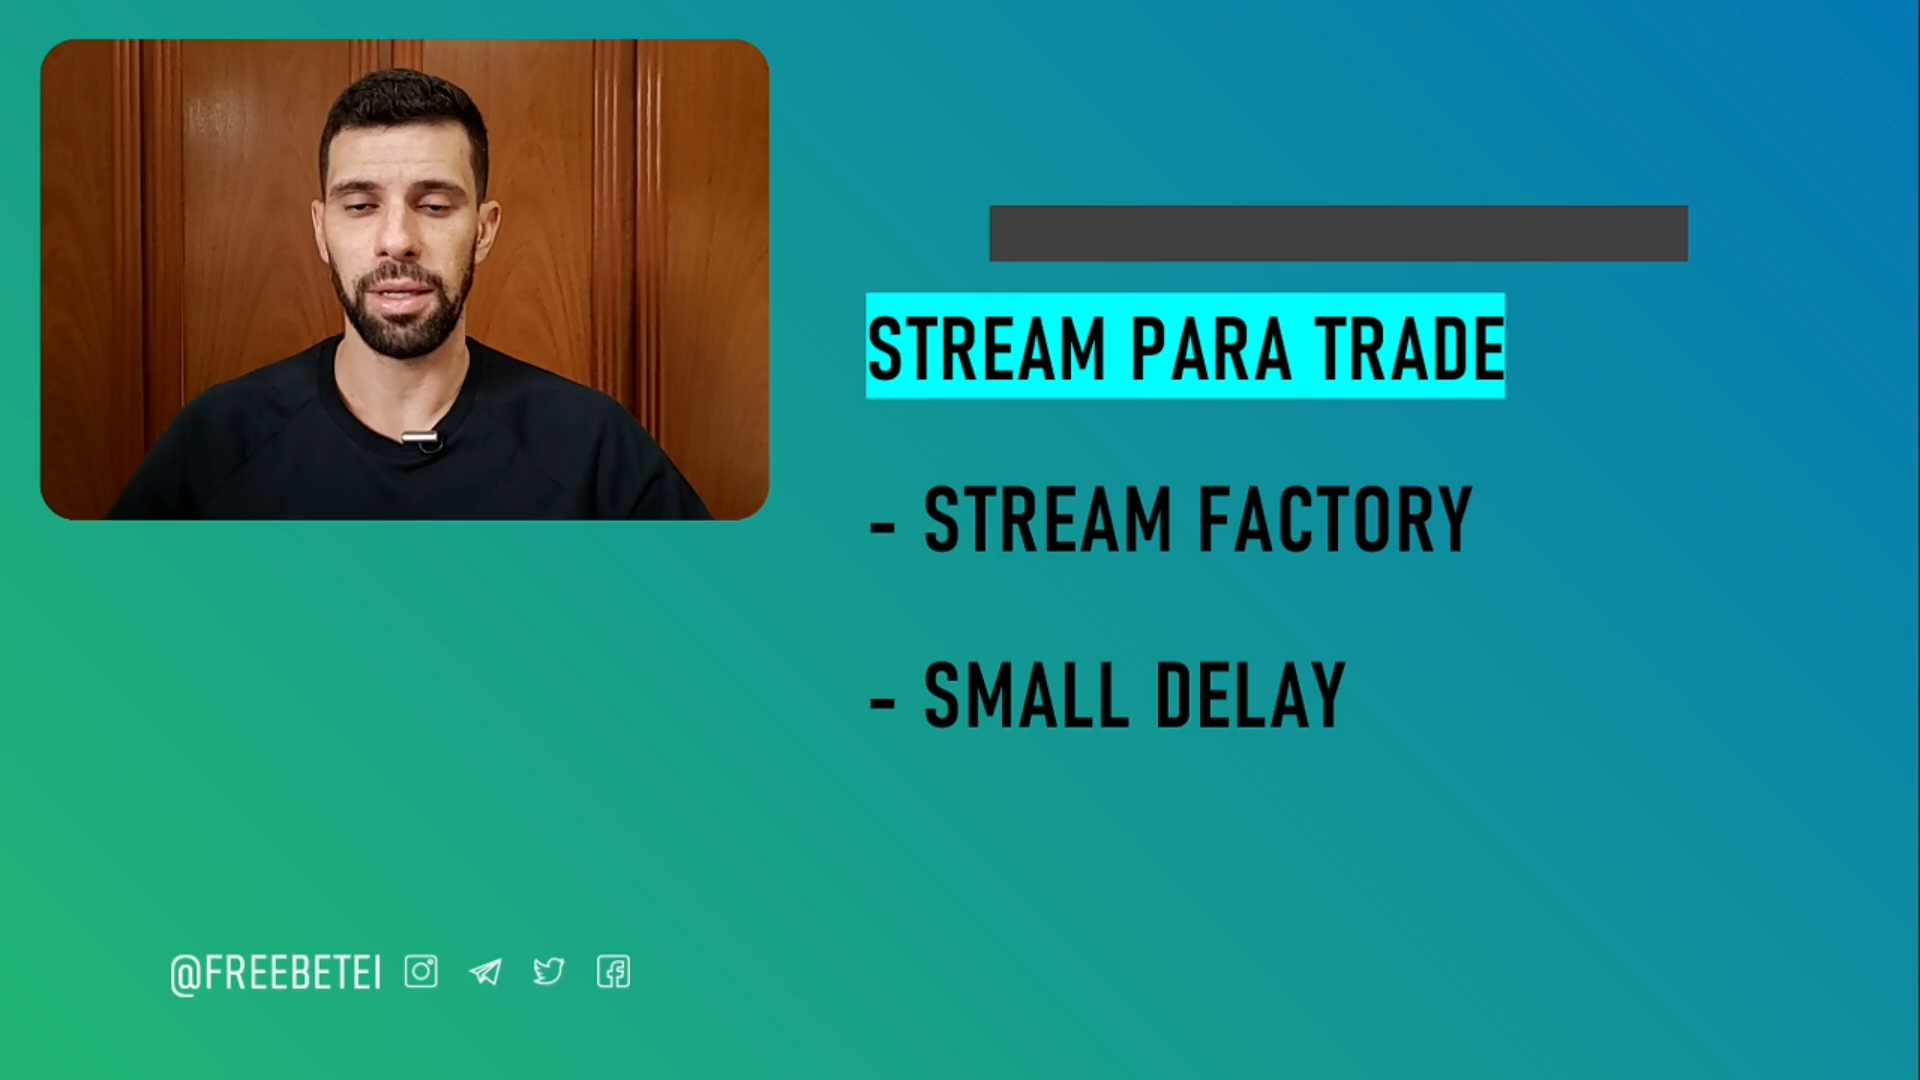 STREAM PARA TRADE
- STREAM FACTORY
- SMALL DELAY
@FREEBETEI